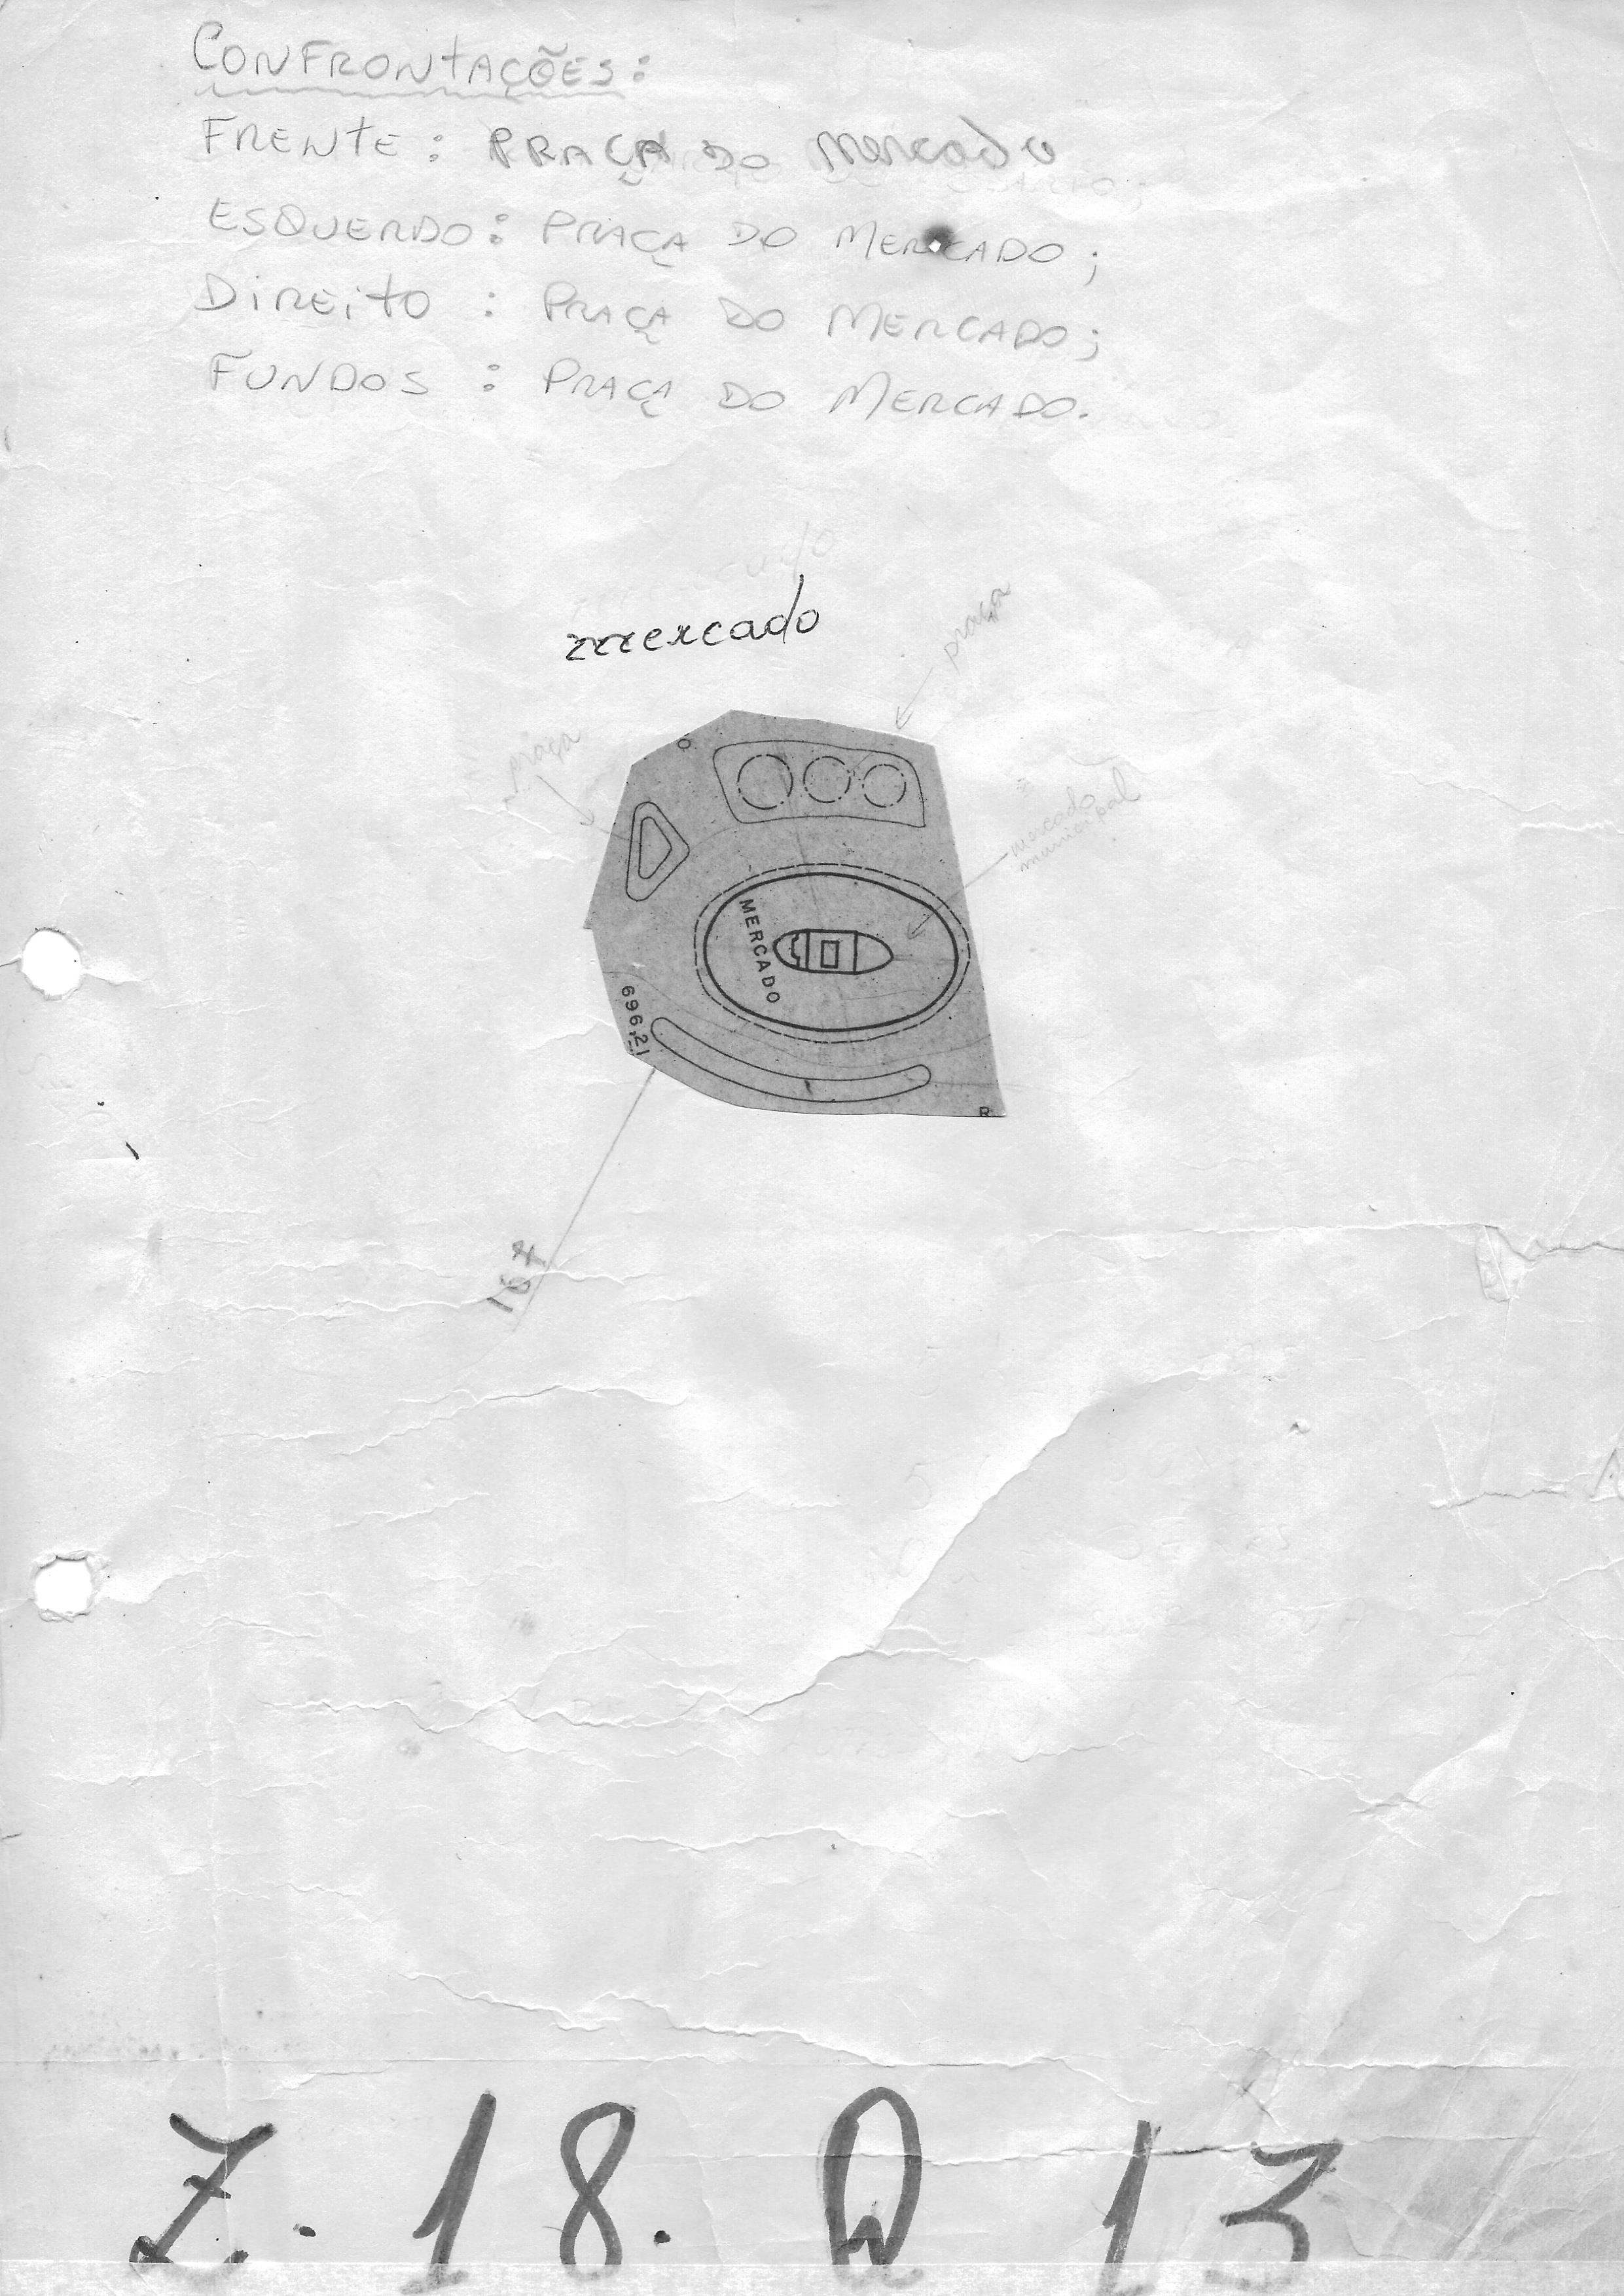 CONFRONTAÇÕES:
FRENTE: PRAÇA DO Mercado
ESQUERDO: PRAÇA DO MERCADO;
DIREITO : PRAÇA DO MERCADO;
FUNDOS : PRAÇA DO MERCADO.
mercado
praça
praça
mercado
municipal
MERCADO
696,21
R
164
Z. 18. Q 13